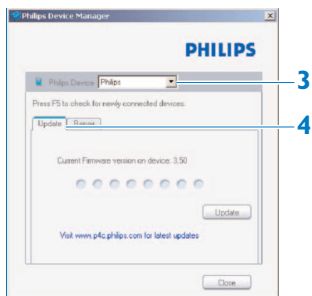 Philips Device Manager
PHILIPS
Philips Device Philips
3
Press F5 to check for newly connected devices.
Update Repair
4
Current Firmware version on device: 3.50
Update
Visit www.p4c.philips.com for latest updates
Close